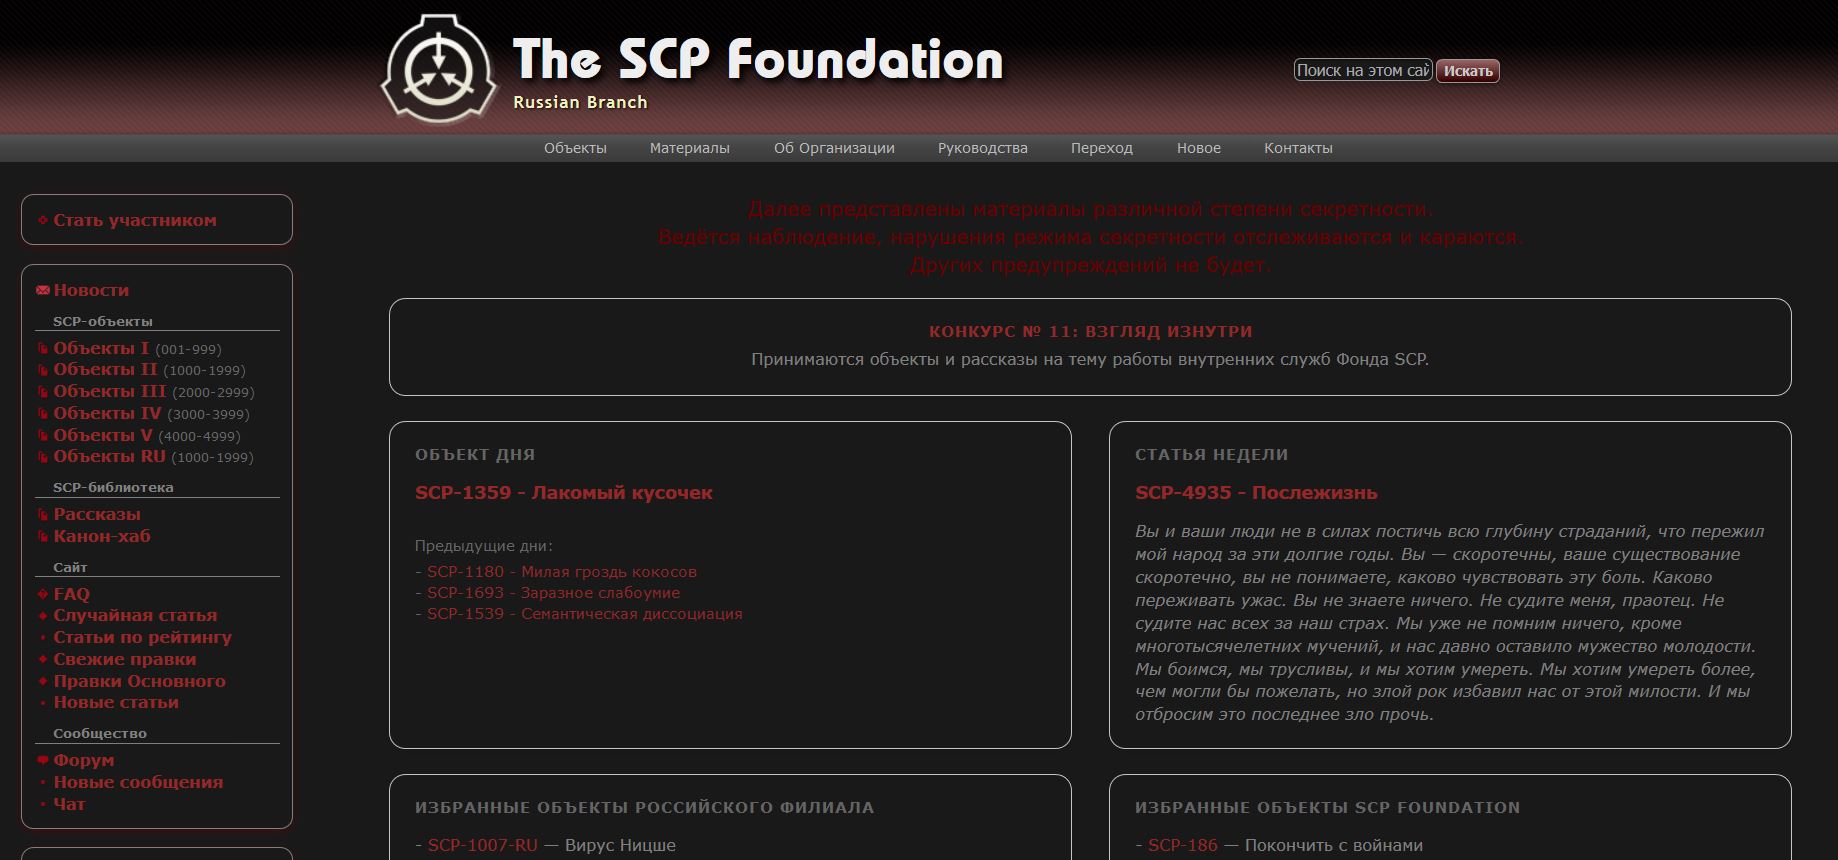 The SCP Foundation
Russian Branch
Поиск на этом сай
Искать
Объекты Материалы Об Организации Руководства Переход Новое Контакты
Стать участником
Новости
SCP-объекты
Объекты I (001-999)
Объекты II (1000-1999)
Объекты III (2000-2999)
Объекты IV (3000-3999)
Объекты V (4000-4999)
Объекты RU (1000-1999)
SCP-библиотека
Рассказы
Канон-хаб
Сайт
FAQ
Случайная статья
Статьи по рейтингу
Свежие правки
Правки Основного
Новые статьи
Сообщество
Форум
Новые сообщения
Чат
Далее представлены материалы различной степени секретности.
Ведётся наблюдение, нарушения режима секретности отслеживаются и караются.
Других предупреждений не будет.
КОНКУРС № 11: ВЗГЛЯД ИЗНУТРИ
Принимаются объекты и рассказы на тему работы внутренних служб Фонда SCP.
ОБЪЕКТ ДНЯ
SCP-1359 - Лакомый кусочек
Предыдущие дни:
- SCP-1180 - Милая гроздь кокосов
- SCP-1693 - Заразное слабоумие
- SCP-1539 - Семантическая диссоциация
СТАТЬЯ НЕДЕЛИ
SCP-4935 - Послежизнь
Вы и ваши люди не в силах постичь всю глубину страданий, что пережил
мой народ за эти долгие годы. Вы — скоротечны, ваше существование
скоротечно, вы не понимаете, каково чувствовать эту боль. Каково
переживать ужас. Вы не знаете ничего. Не судите меня, праотец. Не
судите нас всех за наш страх. Мы уже не помним ничего, кроме
многотысячелетних мучений, и нас давно оставило мужество молодости.
Мы боимся, мы трусливы, и мы хотим умереть. Мы хотим умереть более,
чем могли бы пожелать, но злой рок избавил нас от этой милости. И мы
отбросим это последнее зло прочь.
ИЗБРАННЫЕ ОБЪЕКТЫ РОССИЙСКОГО ФИЛИАЛА
- SCP-1007-RU — Вирус Ницше
ИЗБРАННЫЕ ОБЪЕКТЫ SCP FOUNDATION
- SCP-186 — Покончить с войнами